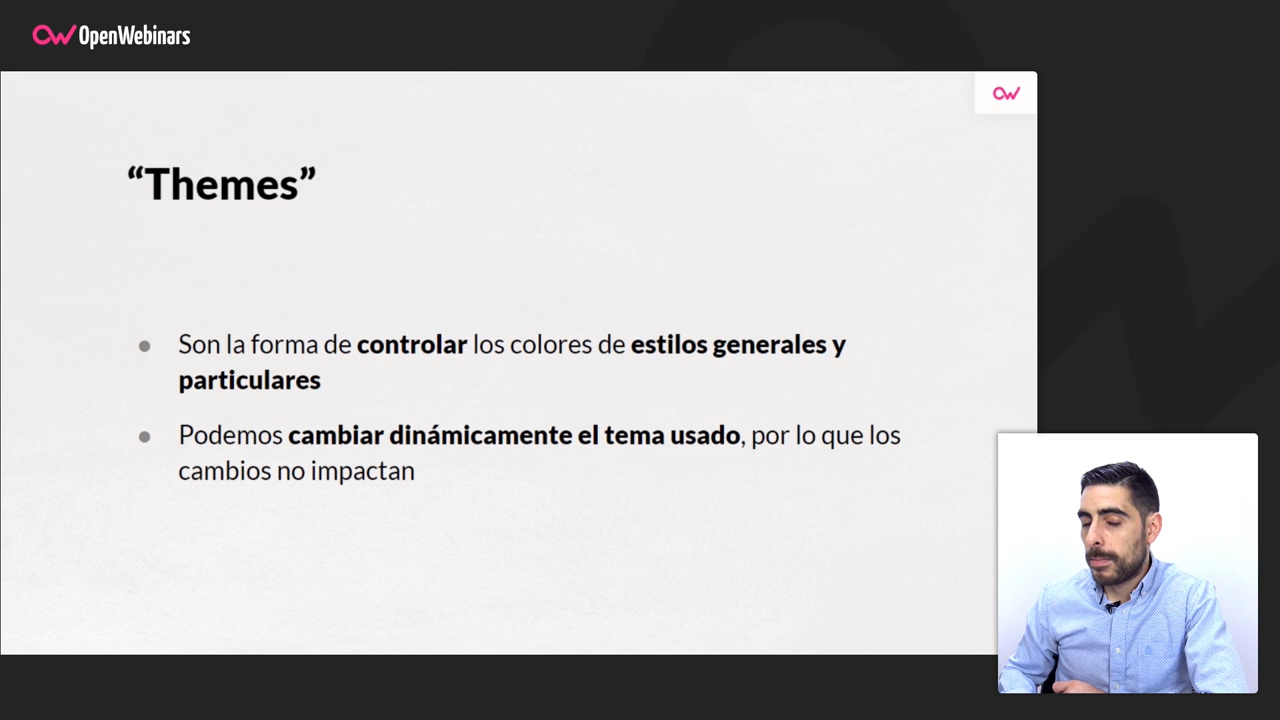 OpenWebinars
“Themes”
● Son la forma de controlar los colores de estilos generales y
particulares
● Podemos cambiar dinámicamente el tema usado, por lo que los
cambios no impactan